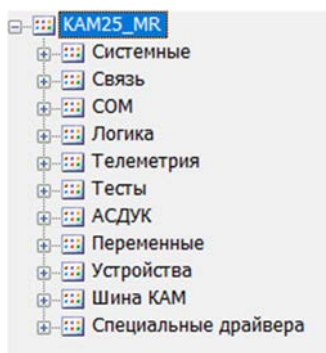 KAM25_MR
Системные
Связь
COM
Логика
Телеметрия
Тесты
АСДУК
Переменные
Устройства
Шина КАМ
Специальные драйвера